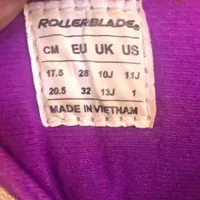 ROLLERBLADE®
CM EU UK US
17.5 28 10J 11J
20.5 32 13J 1
MADE IN VIETNAM